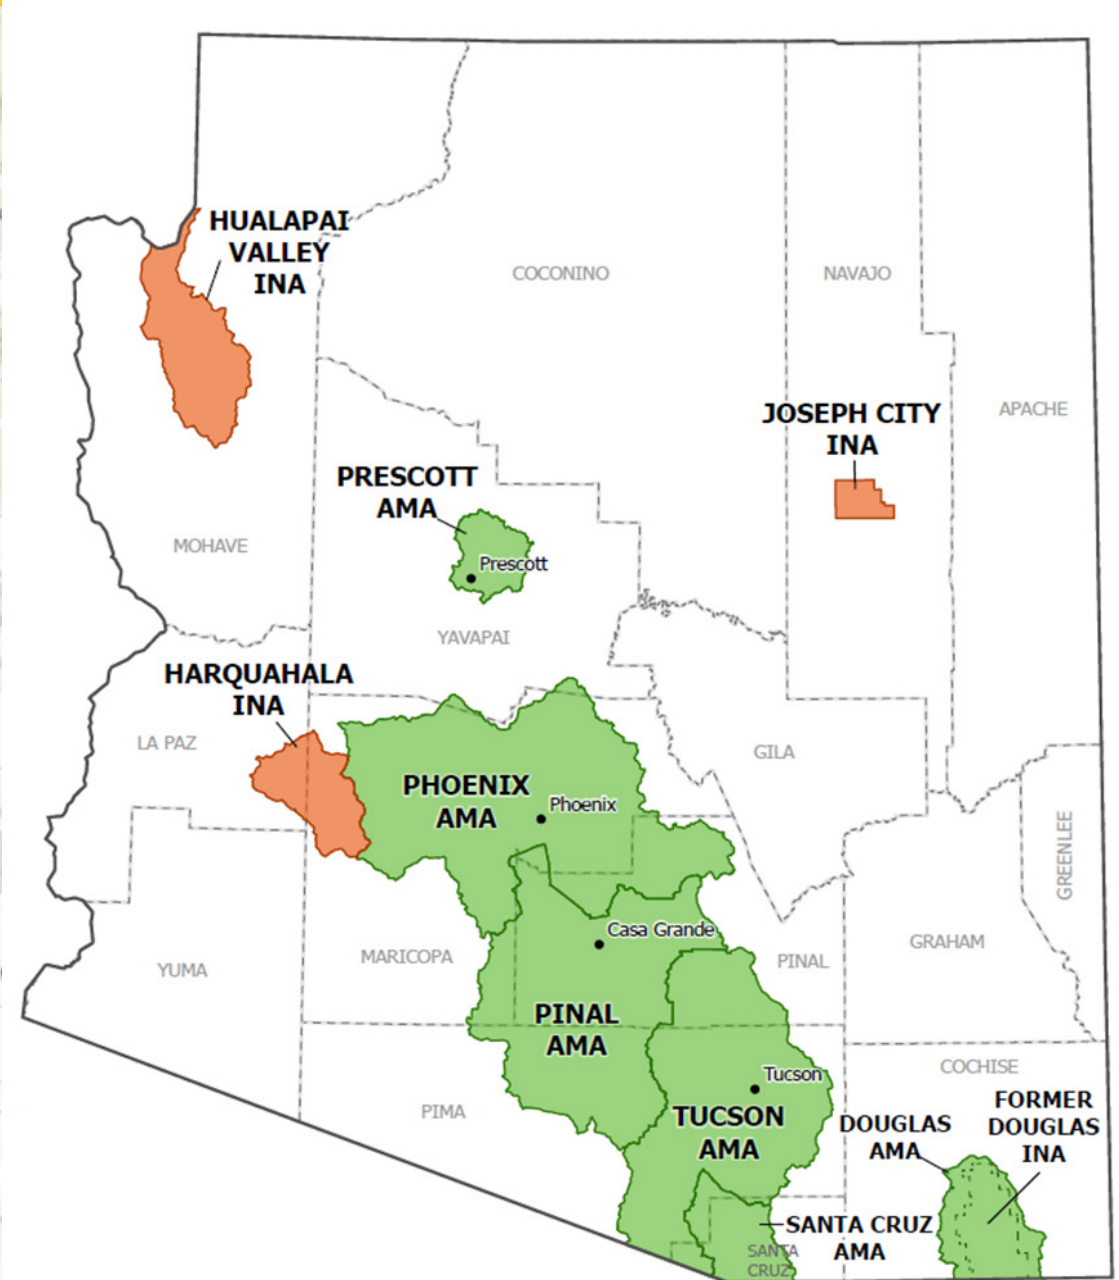 HUALAPAI
VALLEY
INA
COCONINO
NAVAJO
JOSEPH CITY
INA
APACHE
PRESCOTT
AMA
MOHAVE
Prescott
YAVAPAI
HARQUAHALA
INA
LA PAZ
GILA
PHOENIX
AMA
Phoenix
GREENLEE
Casa Grande
MARICOPA
YUMA
PINAL
GRAHAM
PINAL
AMA
COCHISE
Tucson
PIMA
TUCSON
AMA
DOUGLAS
AMA
FORMER
DOUGLAS
INA
SANTA CRUZ
AMA
SANTA
CRUZ